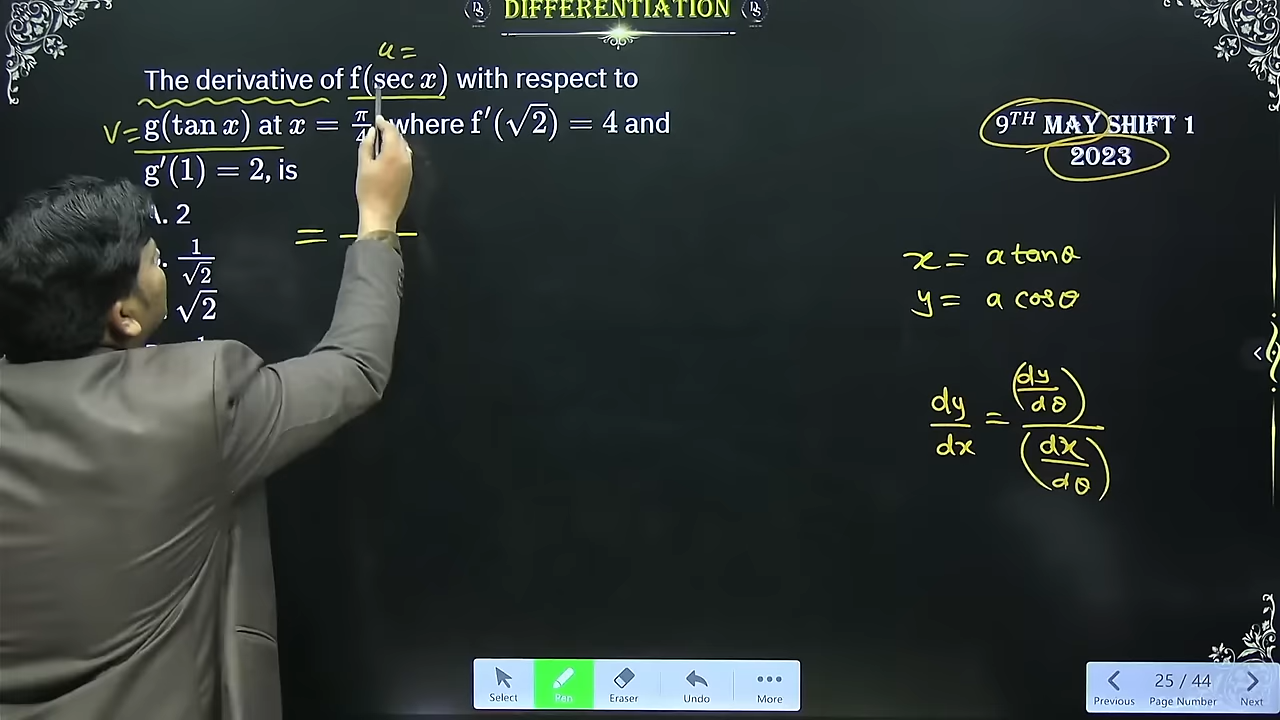 DIFFERENTIATION
u =
The derivative of f(sec x) with respect to
v = g(tan x) at x = π/4, where f′(√2) = 4 and
g′(1) = 2, is
2
1/√2
√2
=
9TH MAY SHIFT 1
2023
x = a tanθ
y = a cosθ
dy/dx = (dy/dθ)/(dx/dθ)
Select
Pen
Eraser
Undo
More
25 / 44
Previous
Page Number
Next